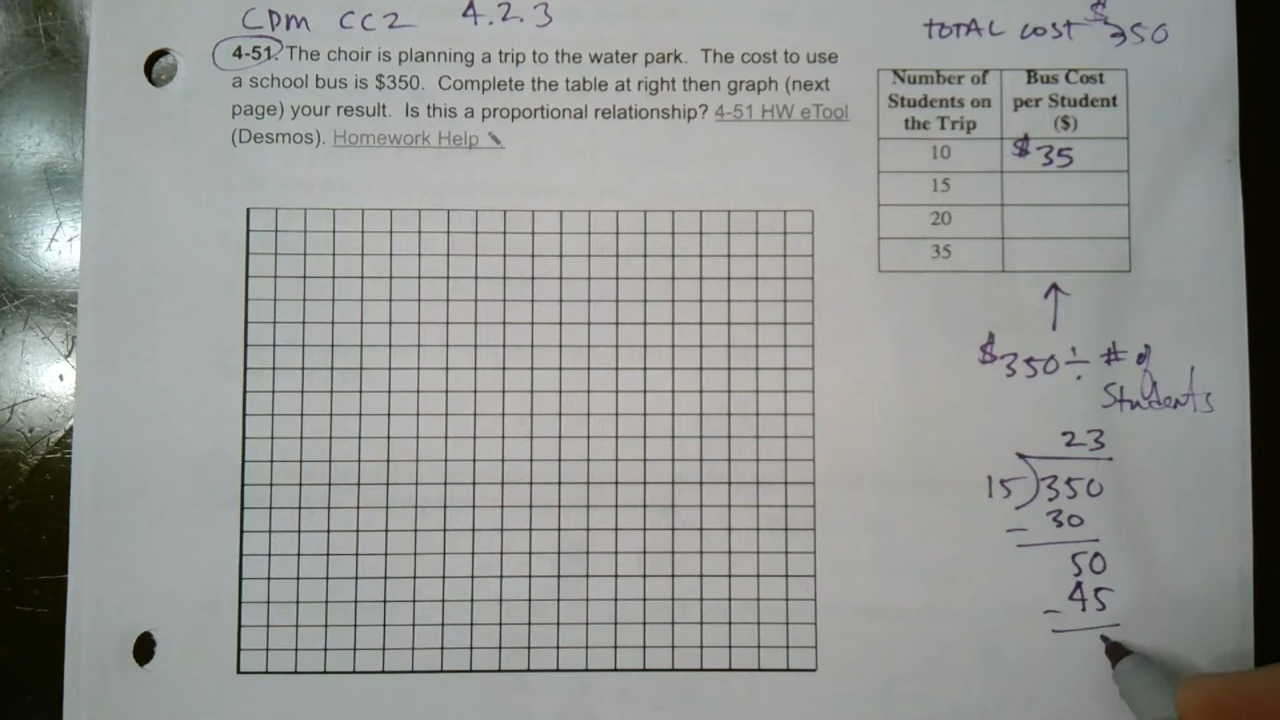 CPM CC2 4.2.3
TOTAL COST $350
4-51. The choir is planning a trip to the water park. The cost to use
a school bus is $350. Complete the table at right then graph (next
page) your result. Is this a proportional relationship? 4-51 HW eTool
(Desmos). Homework Help ✎
Number of Students on the Trip
Bus Cost per Student ($)
10 $35
15
20
35
↑
$350 ÷ # of
Students
23
15)350
- 30
50
- 45